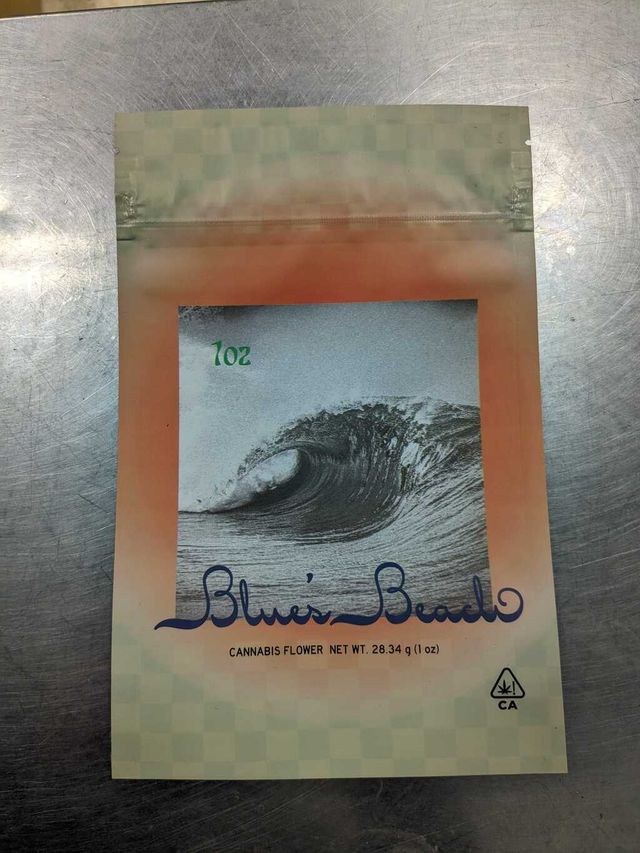 1oz
Blue's Beach
CANNABIS FLOWER NET WT. 28.34 g (1 oz)
!
CA